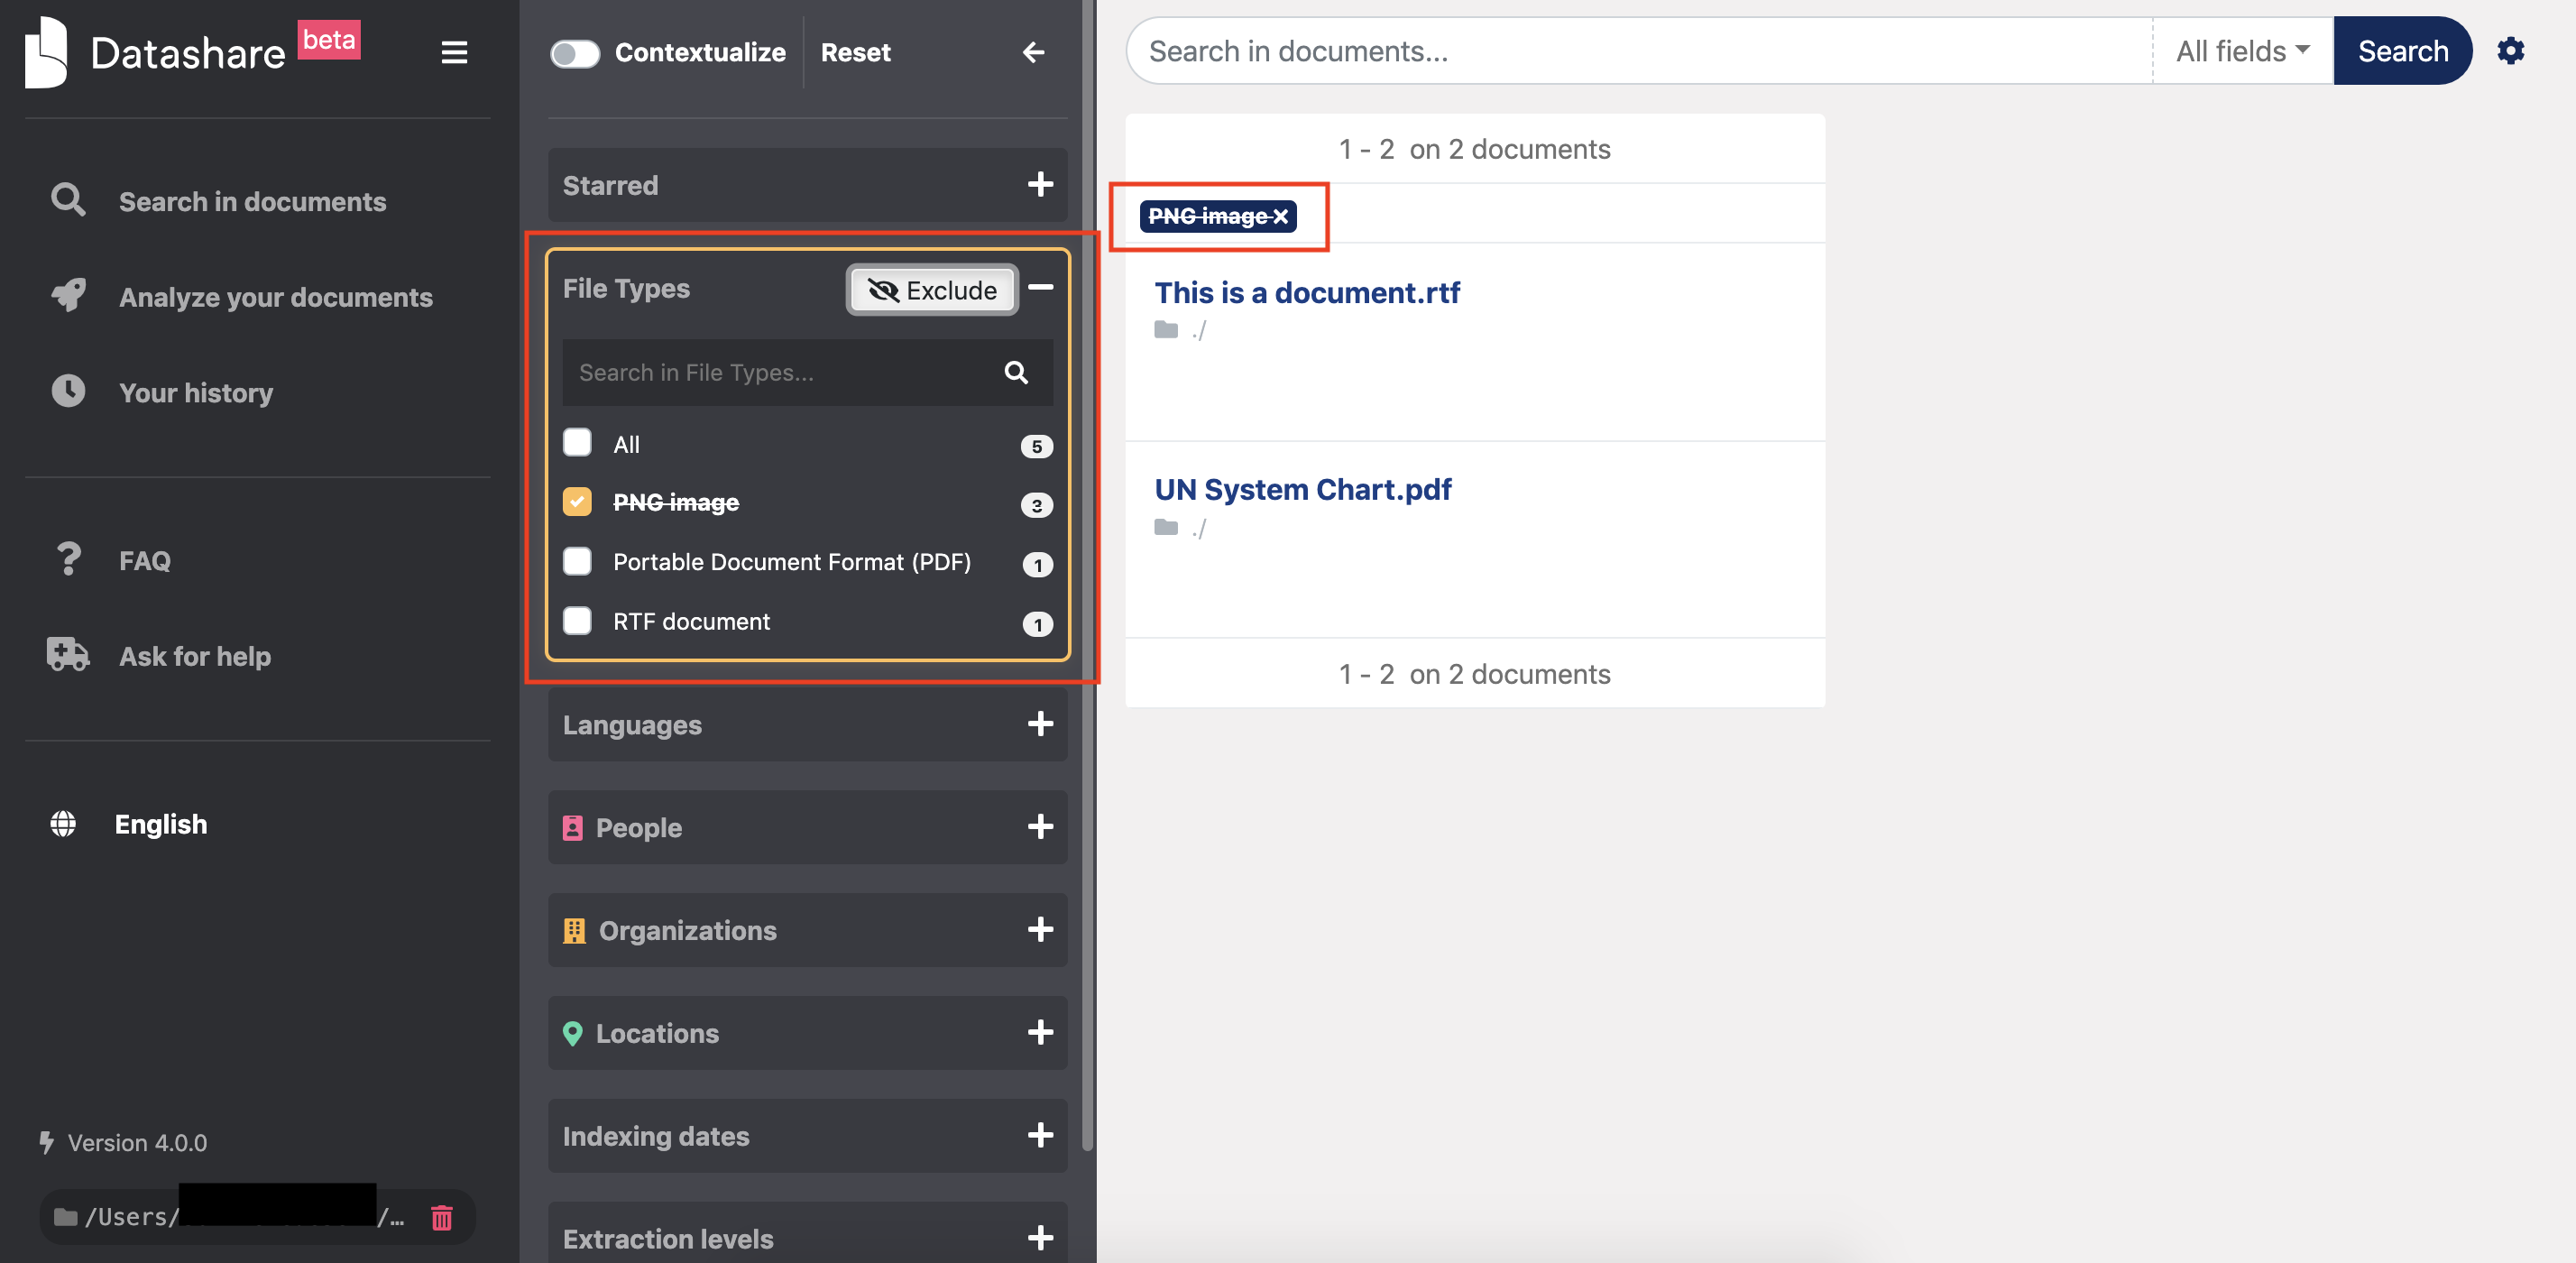 Datashare beta
Search in documents
Analyze your documents
Your history
FAQ
Ask for help
English
Version 4.0.0
/Users/ /...
Contextualize Reset
Starred
File Types Exclude
Search in File Types...
All 5
PNG image 3
Portable Document Format (PDF) 1
RTF document 1
Languages
People
Organizations
Locations
Indexing dates
Extraction levels
Search in documents... All fields Search
1 - 2 on 2 documents
PNG image
This is a document.rtf
./
UN System Chart.pdf
./
1 - 2 on 2 documents